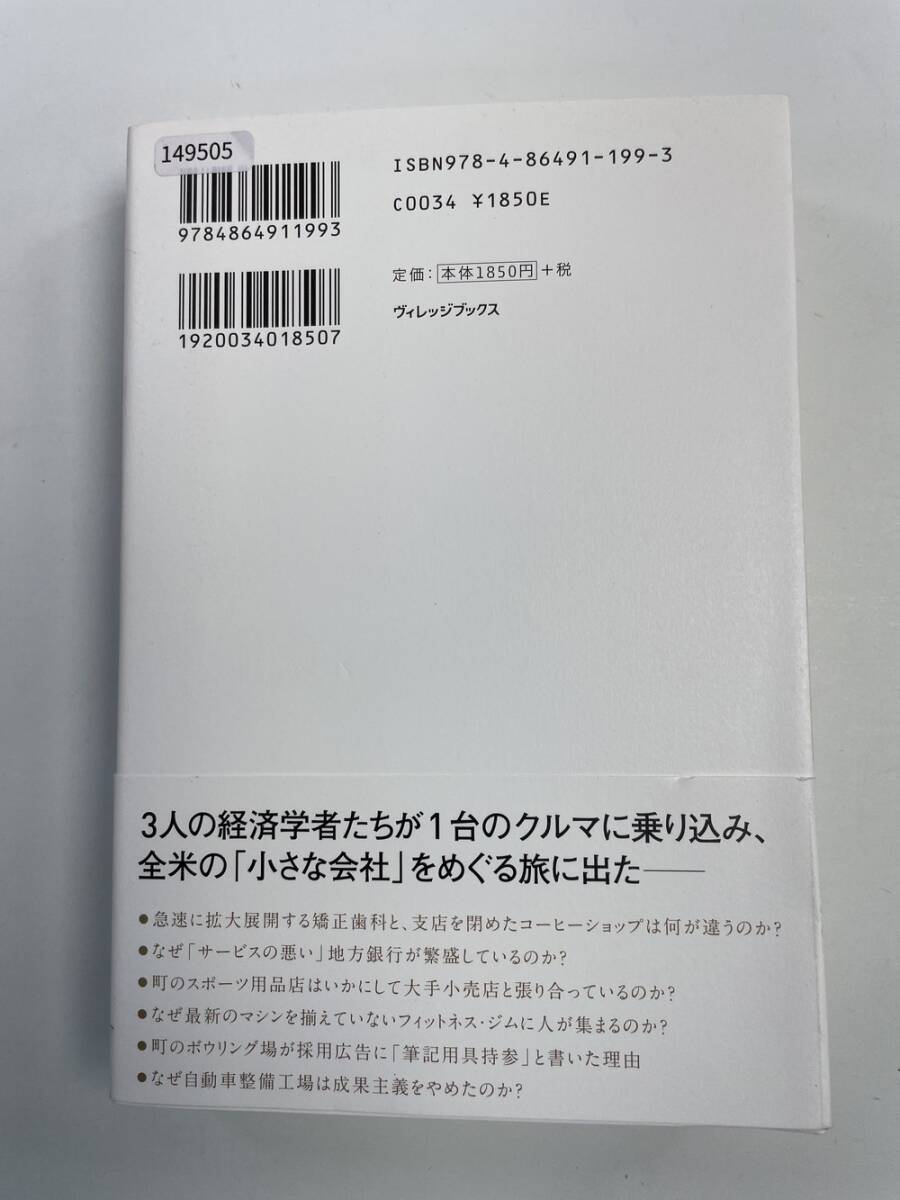 149505
9784864911993
ISBN978-4-86491-199-3
C0034 ¥1850E
1920034018507
定価：本体1850円＋税
ヴィレッジブックス
3人の経済学者たちが1台のクルマに乗り込み、
全米の「小さな会社」をめぐる旅に出た──
●急速に拡大展開する矯正歯科と、支店を閉めたコーヒーショップは何が違うのか？
●なぜ「サービスの悪い」地方銀行が繁盛しているのか？
●町のスポーツ用品店はいかにして大手小売店と張り合っているのか？
●なぜ最新のマシンを揃えていないフィットネス・ジムに人が集まるのか？
●町のボウリング場が採用広告に「筆記用具持参」と書いた理由
●なぜ自動車整備工場は成果主義をやめたのか？